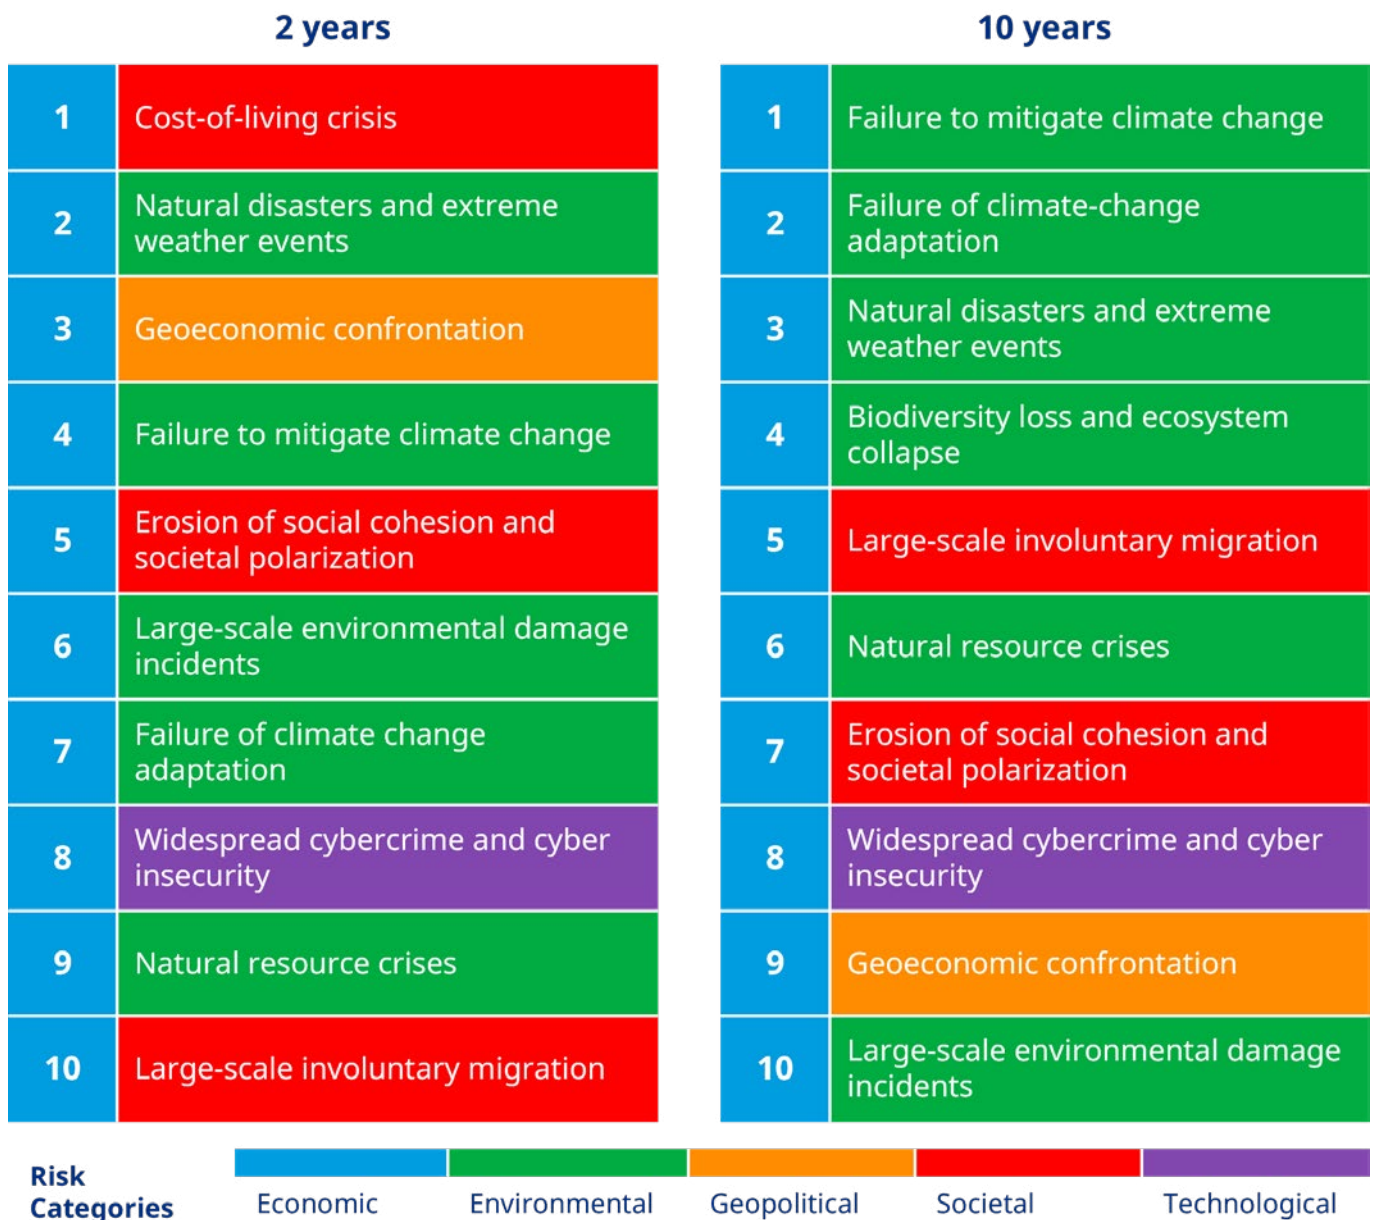 2 years
1
Cost-of-living crisis
2
Natural disasters and extreme
weather events
3
Geoeconomic confrontation
4
Failure to mitigate climate change
5
Erosion of social cohesion and
societal polarization
6
Large-scale environmental damage
incidents
7
Failure of climate change
adaptation
8
Widespread cybercrime and cyber
insecurity
9
Natural resource crises
10
Large-scale involuntary migration
10 years
1
Failure to mitigate climate change
2
Failure of climate-change
adaptation
3
Natural disasters and extreme
weather events
4
Biodiversity loss and ecosystem
collapse
5
Large-scale involuntary migration
6
Natural resource crises
7
Erosion of social cohesion and
societal polarization
8
Widespread cybercrime and cyber
insecurity
9
Geoeconomic confrontation
10
Large-scale environmental damage
incidents
Risk
Categories
Economic
Environmental
Geopolitical
Societal
Technological